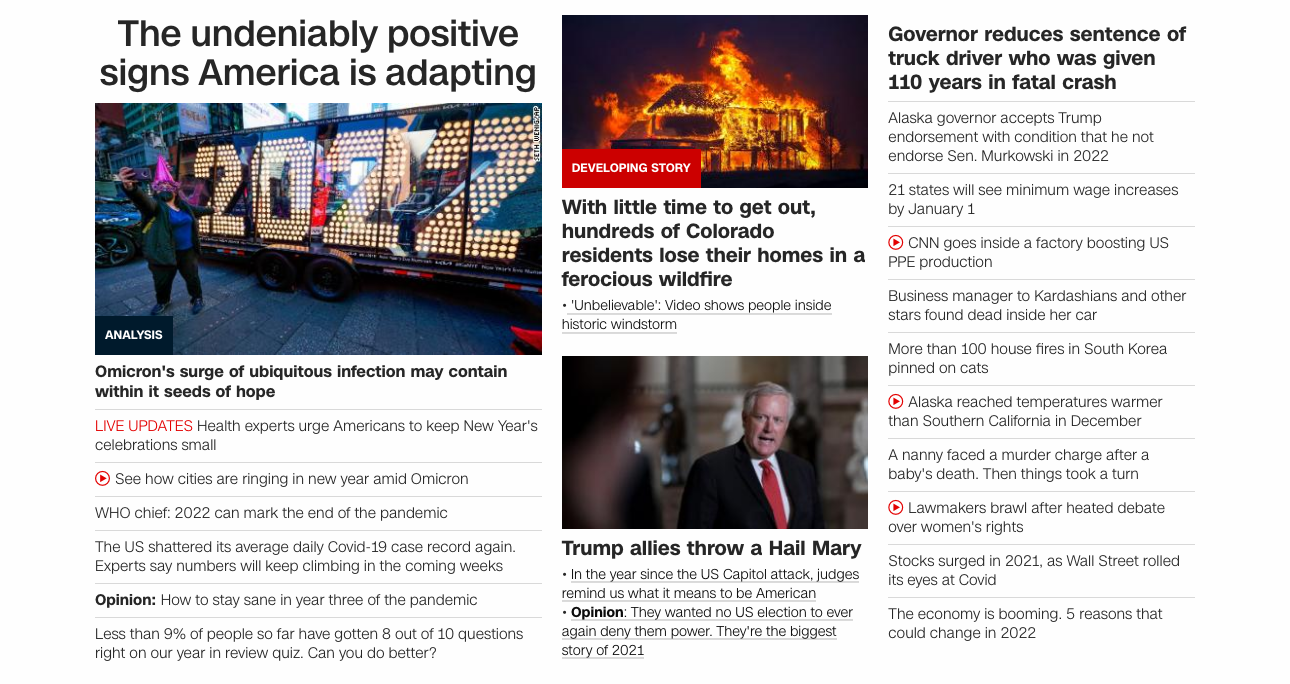 The undeniably positive
signs America is adapting
SETH WENIG/AP
2022
ANALYSIS
Omicron's surge of ubiquitous infection may contain
within it seeds of hope
LIVE UPDATES Health experts urge Americans to keep New Year's
celebrations small
See how cities are ringing in new year amid Omicron
WHO chief: 2022 can mark the end of the pandemic
The US shattered its average daily Covid-19 case record again.
Experts say numbers will keep climbing in the coming weeks
Opinion: How to stay sane in year three of the pandemic
Less than 9% of people so far have gotten 8 out of 10 questions
right on our year in review quiz. Can you do better?
DEVELOPING STORY
With little time to get out,
hundreds of Colorado
residents lose their homes in a
ferocious wildfire
• 'Unbelievable': Video shows people inside
historic windstorm
Trump allies throw a Hail Mary
• In the year since the US Capitol attack, judges
remind us what it means to be American
• Opinion: They wanted no US election to ever
again deny them power. They're the biggest
story of 2021
Governor reduces sentence of
truck driver who was given
110 years in fatal crash
Alaska governor accepts Trump
endorsement with condition that he not
endorse Sen. Murkowski in 2022
21 states will see minimum wage increases
by January 1
CNN goes inside a factory boosting US
PPE production
Business manager to Kardashians and other
stars found dead inside her car
More than 100 house fires in South Korea
pinned on cats
Alaska reached temperatures warmer
than Southern California in December
A nanny faced a murder charge after a
baby's death. Then things took a turn
Lawmakers brawl after heated debate
over women's rights
Stocks surged in 2021, as Wall Street rolled
its eyes at Covid
The economy is booming. 5 reasons that
could change in 2022